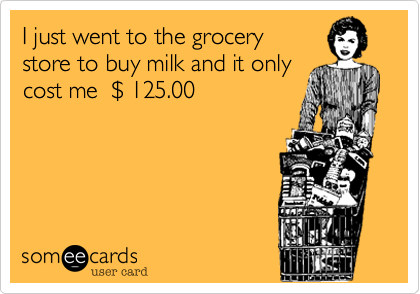 I just went to the grocery
store to buy milk and it only
cost me $ 125.00
someecards
user card